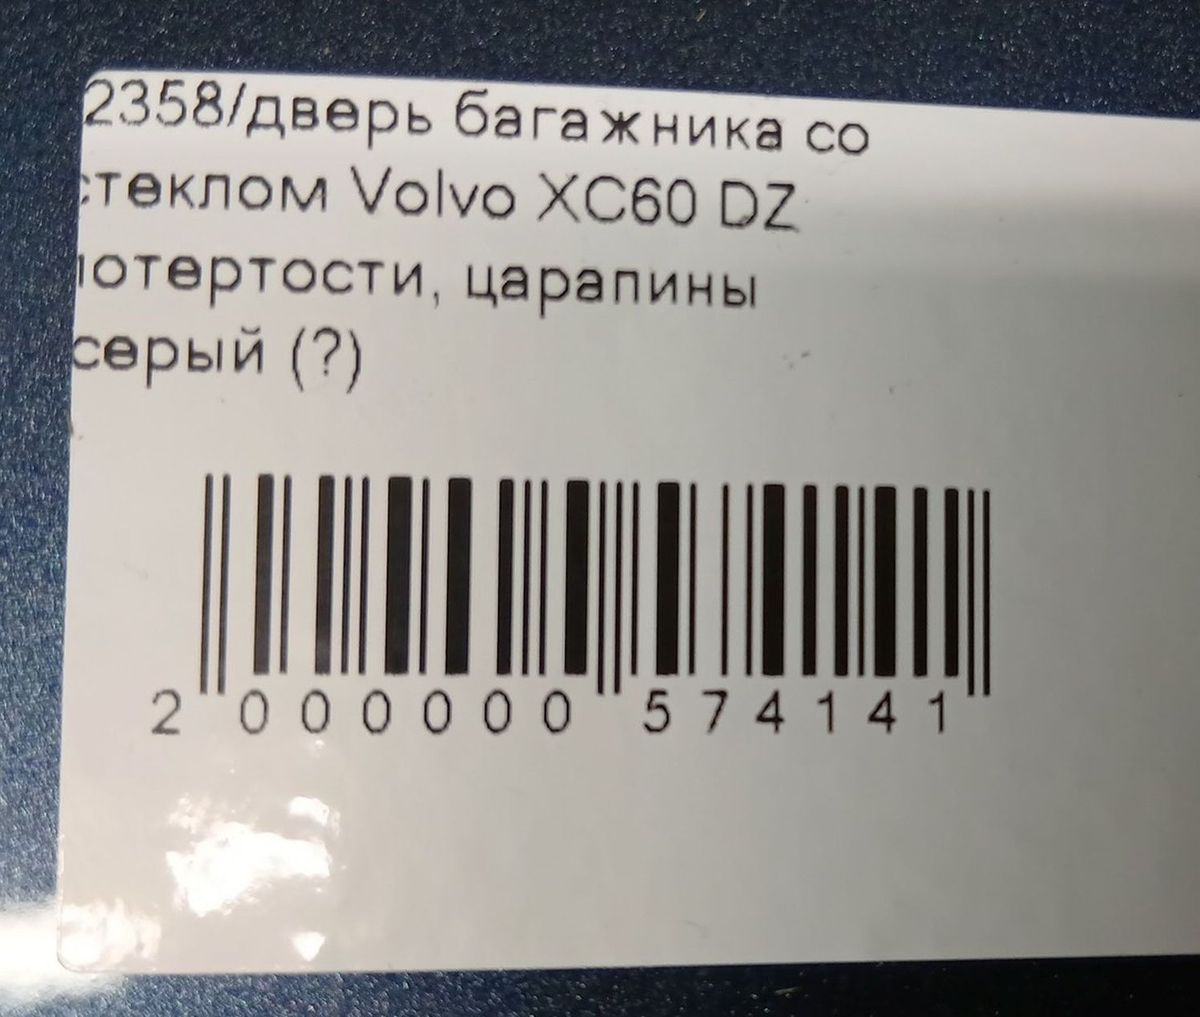 2358/дверь багажника со
стеклом Volvo XC60 DZ
потертости, царапины
серый (?)
2 000000 574141